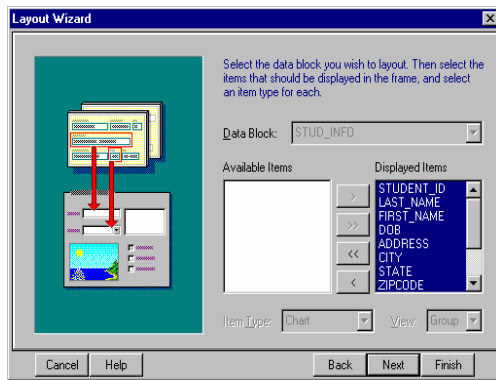 Layout Wizard
Select the data block you wish to layout. Then select the
items that should be displayed in the frame, and select
an item type for each.
Data Block: STUD_INFO
Available Items Displayed Items
STUDENT_ID
LAST_NAME
FIRST_NAME
DOB
ADDRESS
CITY
STATE
ZIPCODE
>
>>
<<
<
Item Type: Chart View: Group
Cancel Help Back Next Finish